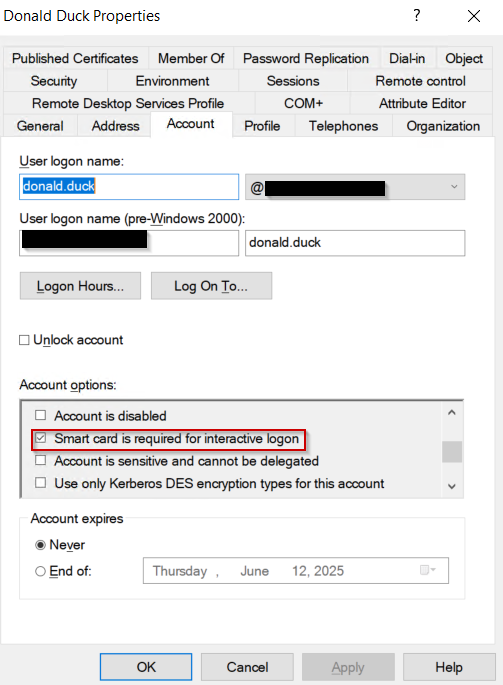 Donald Duck Properties ? ×
Published Certificates Member Of Password Replication Dial-in Object
Security Environment Sessions Remote control
Remote Desktop Services Profile COM+ Attribute Editor
General Address Account Profile Telephones Organization
User logon name:
donald.duck @
User logon name (pre-Windows 2000):
donald.duck
Logon Hours... Log On To...
Unlock account
Account options:
Account is disabled
Smart card is required for interactive logon
Account is sensitive and cannot be delegated
Use only Kerberos DES encryption types for this account
Account expires
Never
End of: Thursday , June 12, 2025
OK Cancel Apply Help